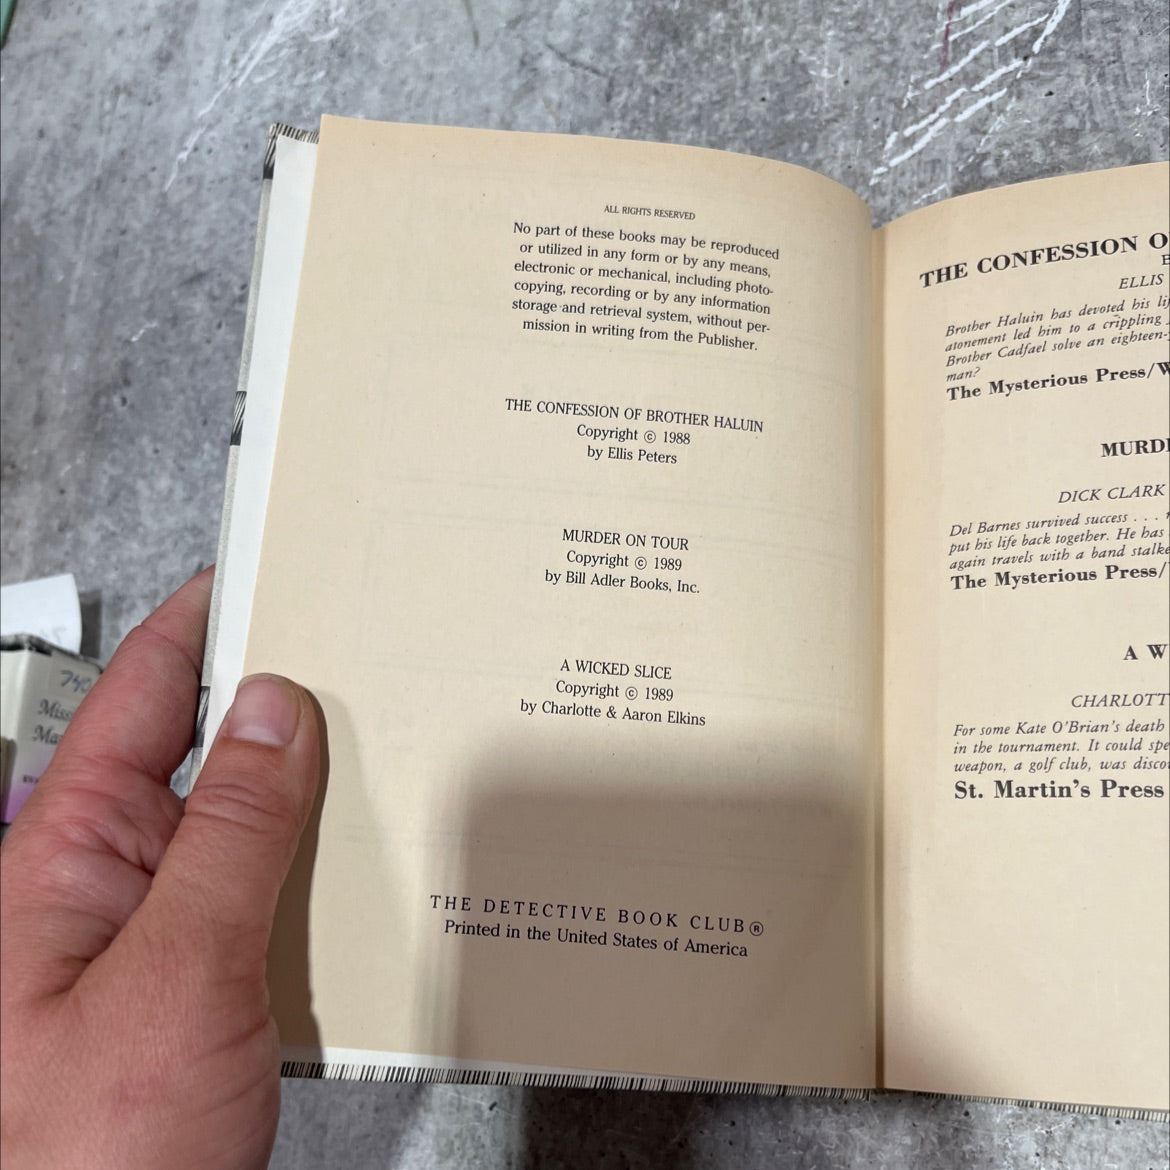 ALL RIGHTS RESERVED
No part of these books may be reproduced
or utilized in any form or by any means,
electronic or mechanical, including photo-
copying, recording or by any information
storage and retrieval system, without per-
mission in writing from the Publisher.
THE CONFESSION OF BROTHER HALUIN
Copyright © 1988
by Ellis Peters
MURDER ON TOUR
Copyright © 1989
by Bill Adler Books, Inc.
A WICKED SLICE
Copyright © 1989
by Charlotte & Aaron Elkins
THE DETECTIVE BOOK CLUB®
Printed in the United States of America
THE CONFESSION O
ELLIS
Brother Haluin has devoted his
atonement led him to a crippling
Brother Cadfael solve an eighteen-
man?
The Mysterious Press/W
MURD
DICK CLARK
Del Barnes survived success . . .
put his life back together. He has
again travels with a band stalke
The Mysterious Press/
A W
CHARLOTT
For some Kate O'Brian's death
in the tournament. It could spe
weapon, a golf club, was disco
St. Martin's Press